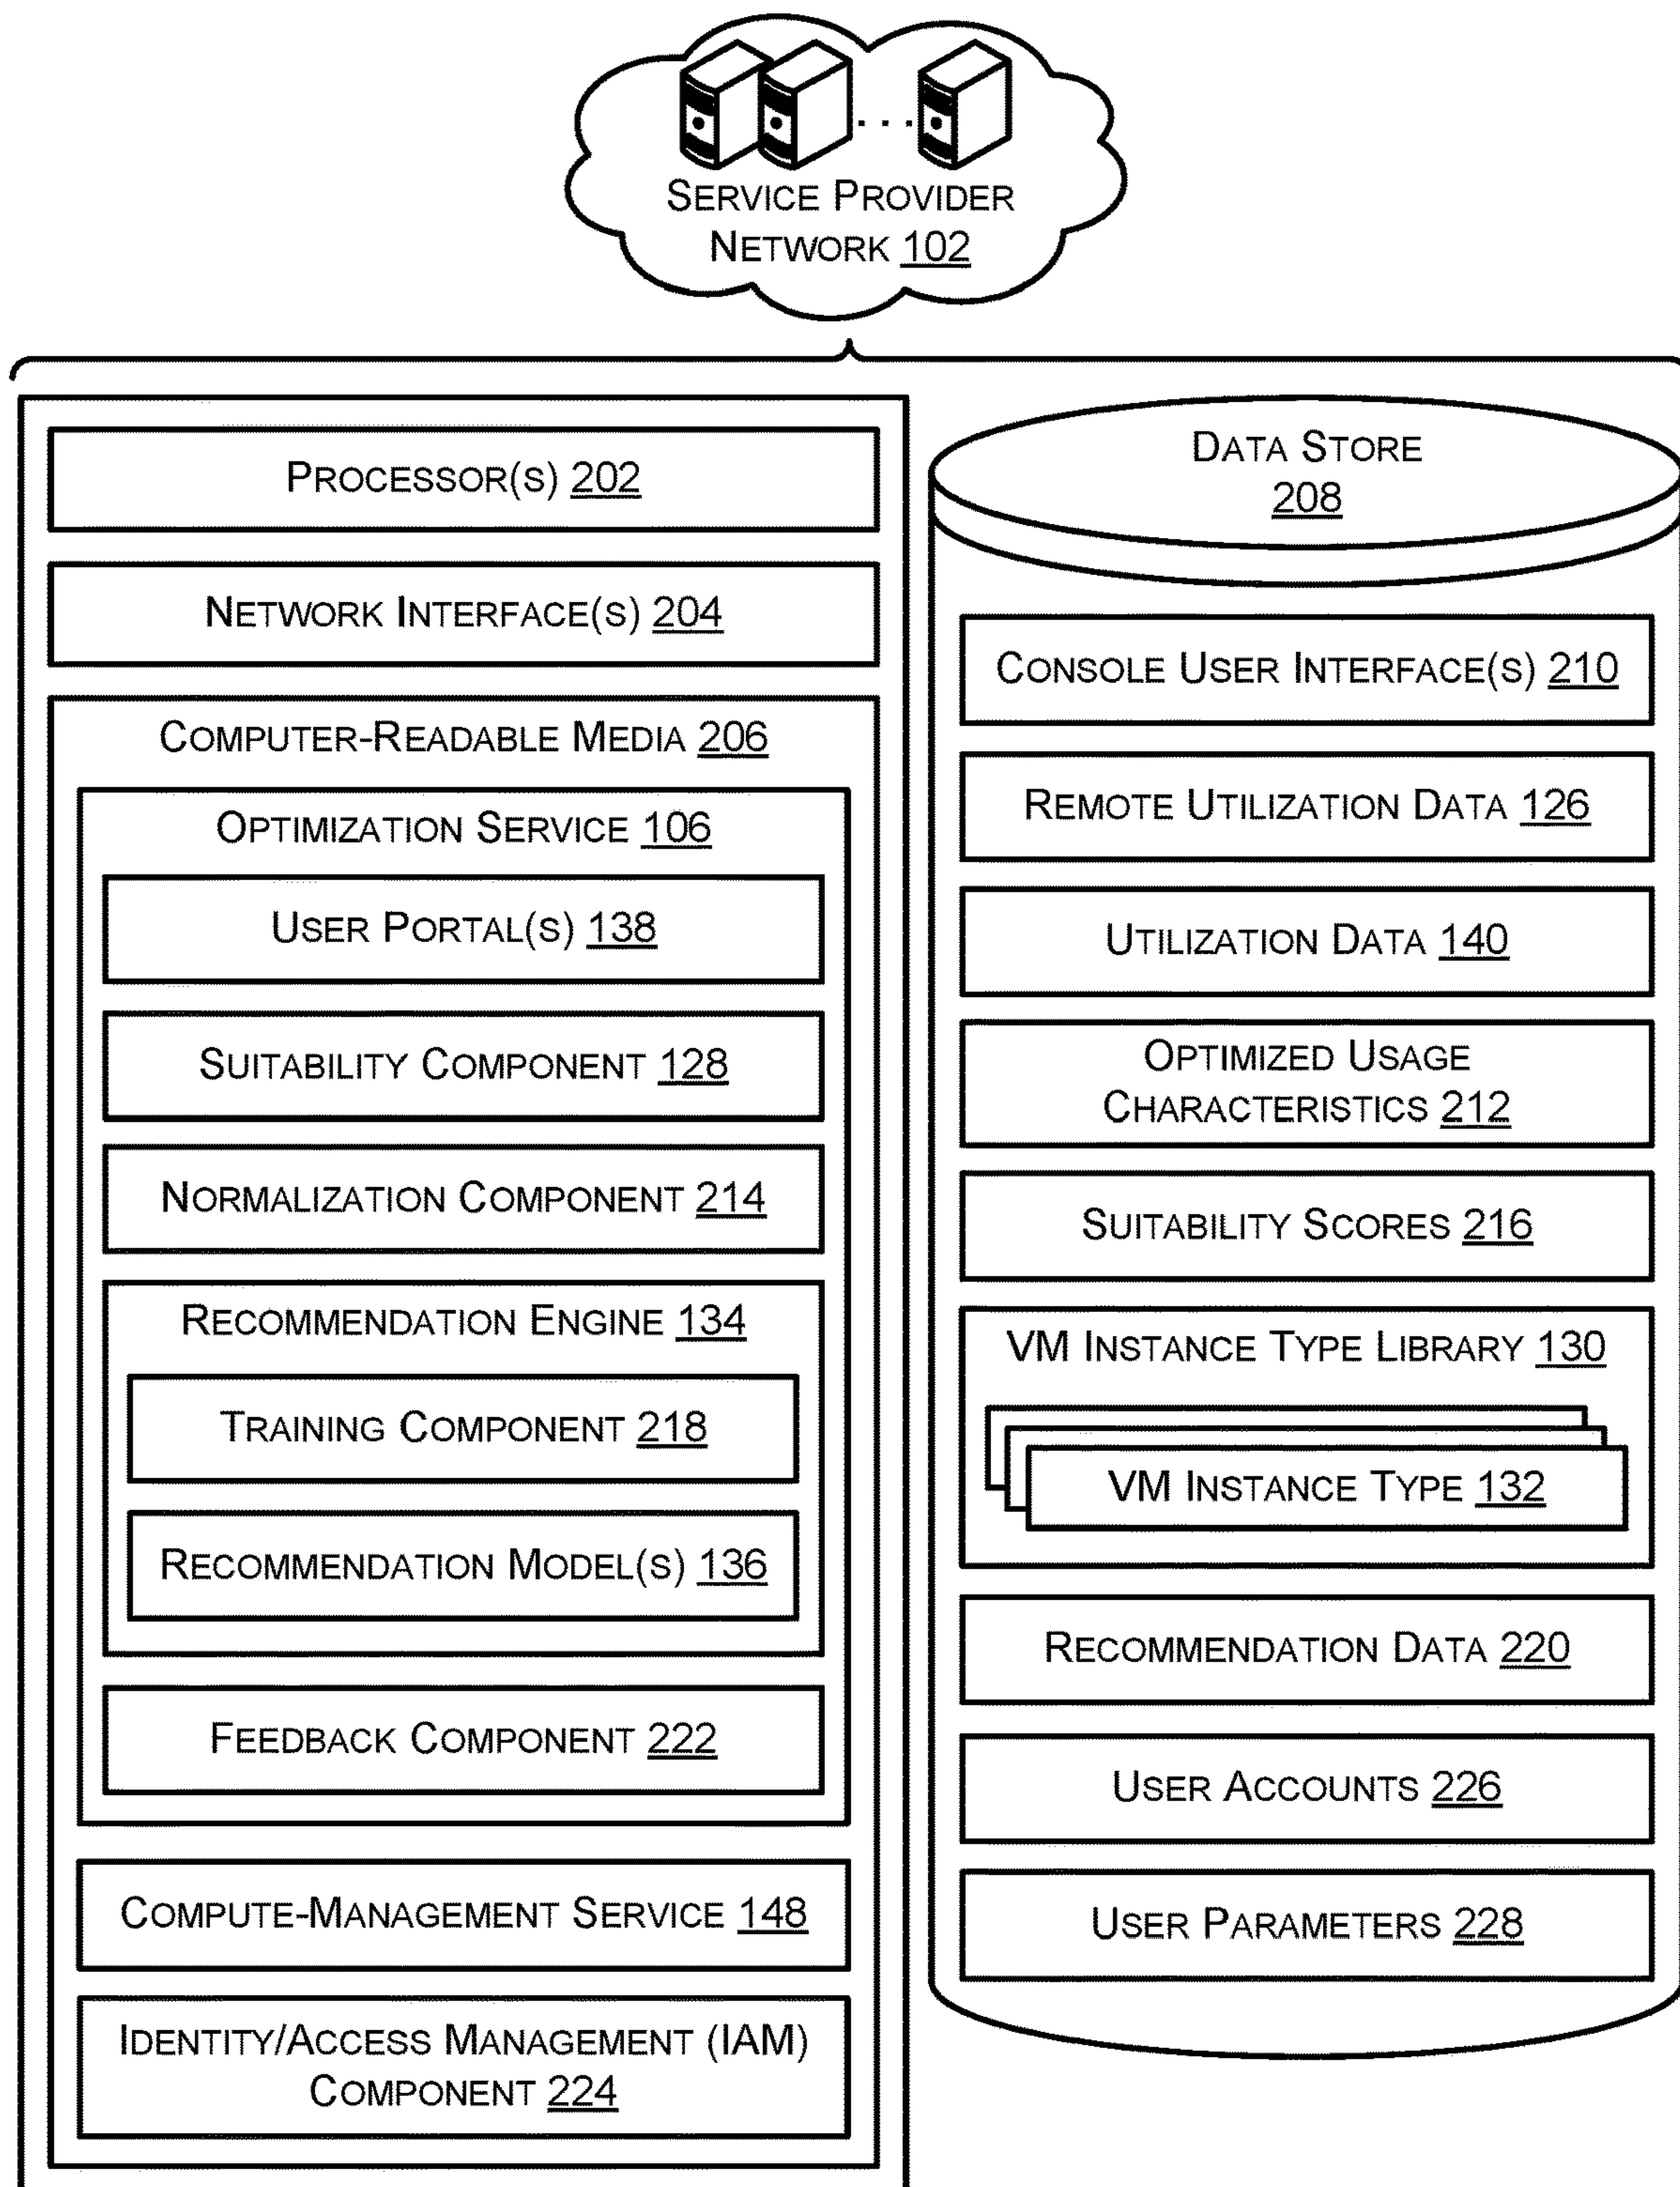 SERVICE PROVIDER
NETWORK 102
PROCESSOR(S) 202
NETWORK INTERFACE(S) 204
COMPUTER-READABLE MEDIA 206
OPTIMIZATION SERVICE 106
USER PORTAL(S) 138
SUITABILITY COMPONENT 128
NORMALIZATION COMPONENT 214
RECOMMENDATION ENGINE 134
TRAINING COMPONENT 218
RECOMMENDATION MODEL(S) 136
FEEDBACK COMPONENT 222
COMPUTE-MANAGEMENT SERVICE 148
IDENTITY/ACCESS MANAGEMENT (IAM)
COMPONENT 224
DATA STORE
208
CONSOLE USER INTERFACE(S) 210
REMOTE UTILIZATION DATA 126
UTILIZATION DATA 140
OPTIMIZED USAGE
CHARACTERISTICS 212
SUITABILITY SCORES 216
VM INSTANCE TYPE LIBRARY 130
VM INSTANCE TYPE 132
RECOMMENDATION DATA 220
USER ACCOUNTS 226
USER PARAMETERS 228